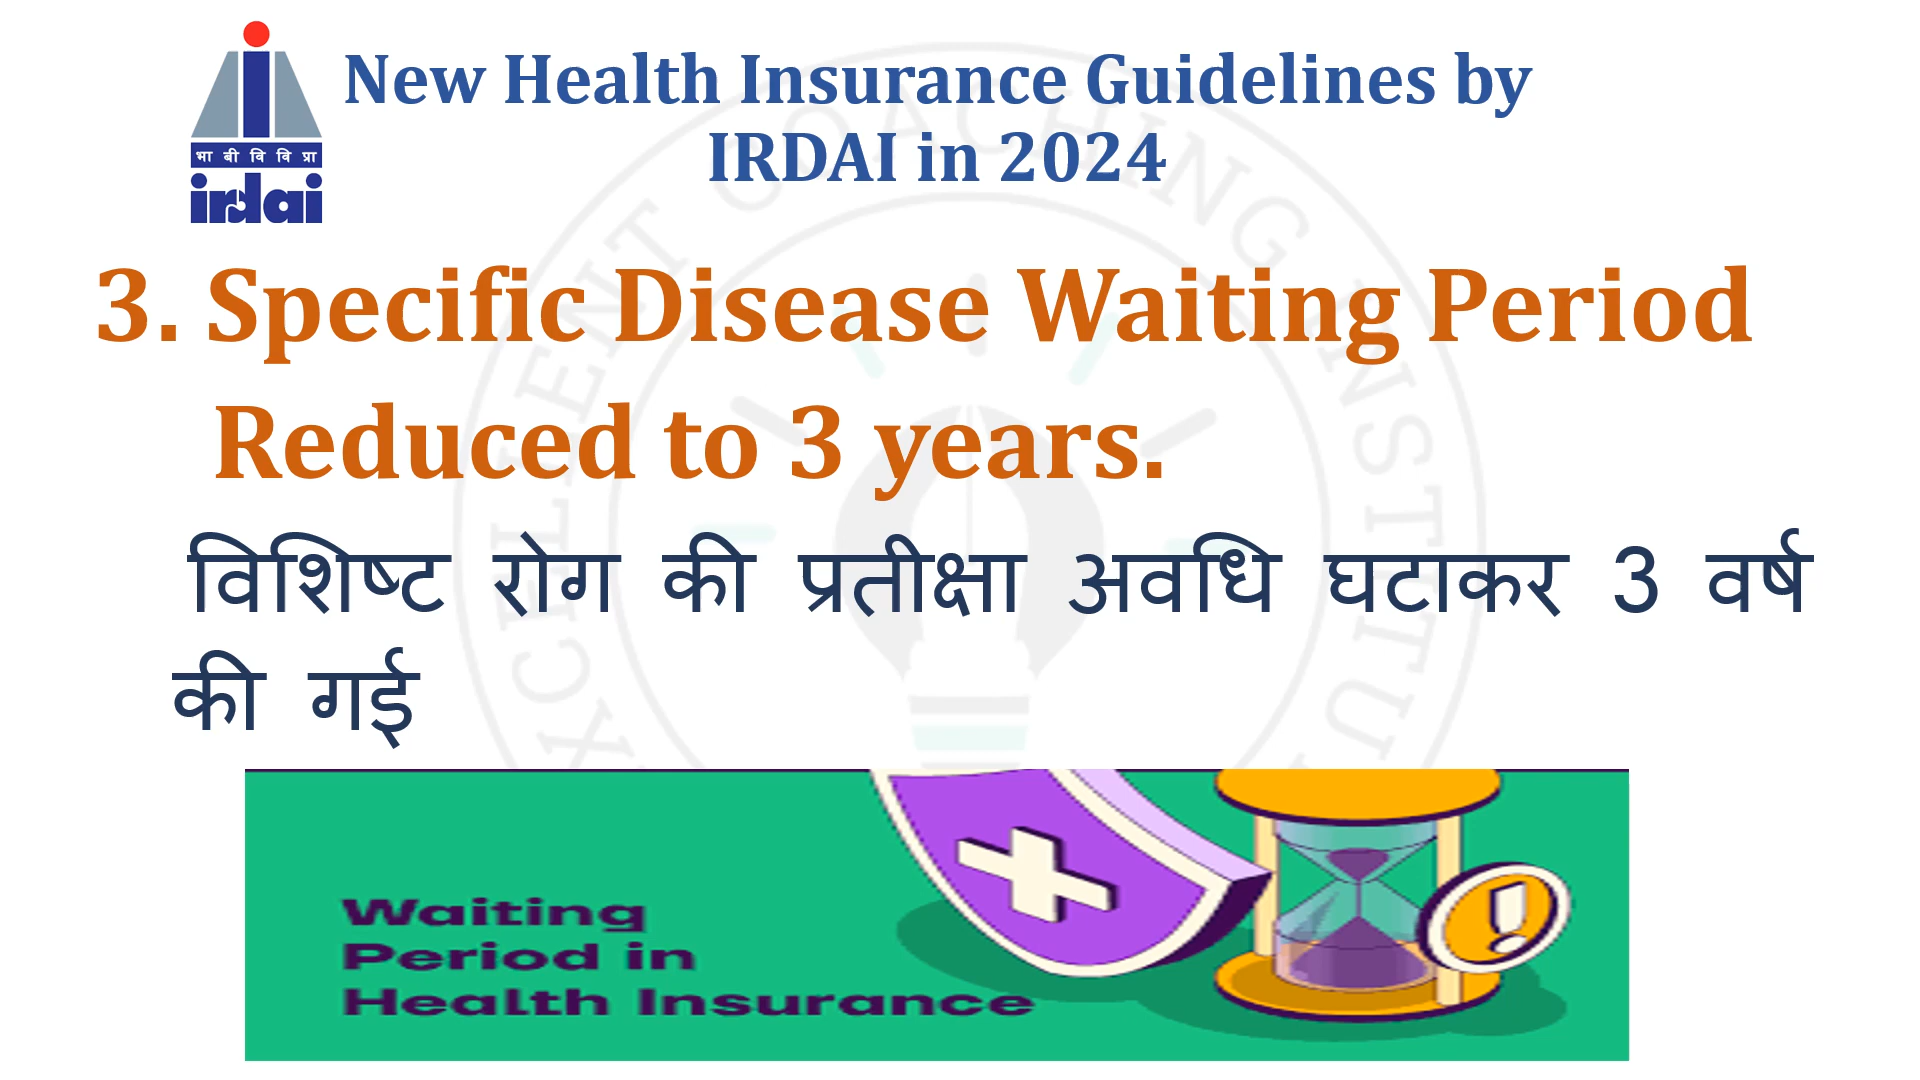 भा बी वि वि प्रा
irdai
New Health Insurance Guidelines by
IRDAI in 2024
3. Specific Disease Waiting Period
Reduced to 3 years.
विशिष्ट रोग की प्रतीक्षा अवधि घटाकर 3 वर्ष
की गई
Waiting
Period in
Health Insurance